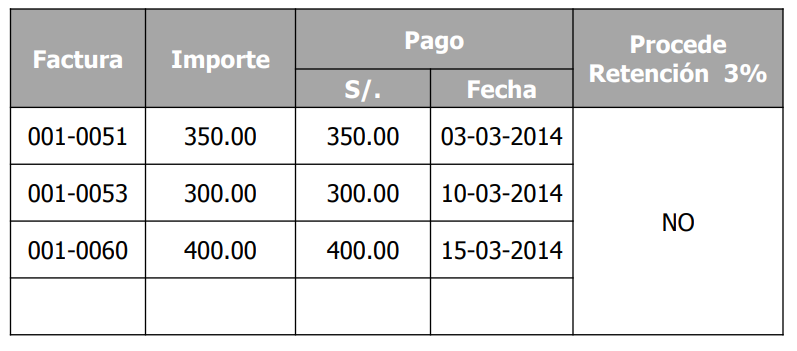 Factura Importe Pago Procede
Retención 3%
S/. Fecha
001-0051 350.00 350.00 03-03-2014
001-0053 300.00 300.00 10-03-2014
NO
001-0060 400.00 400.00 15-03-2014